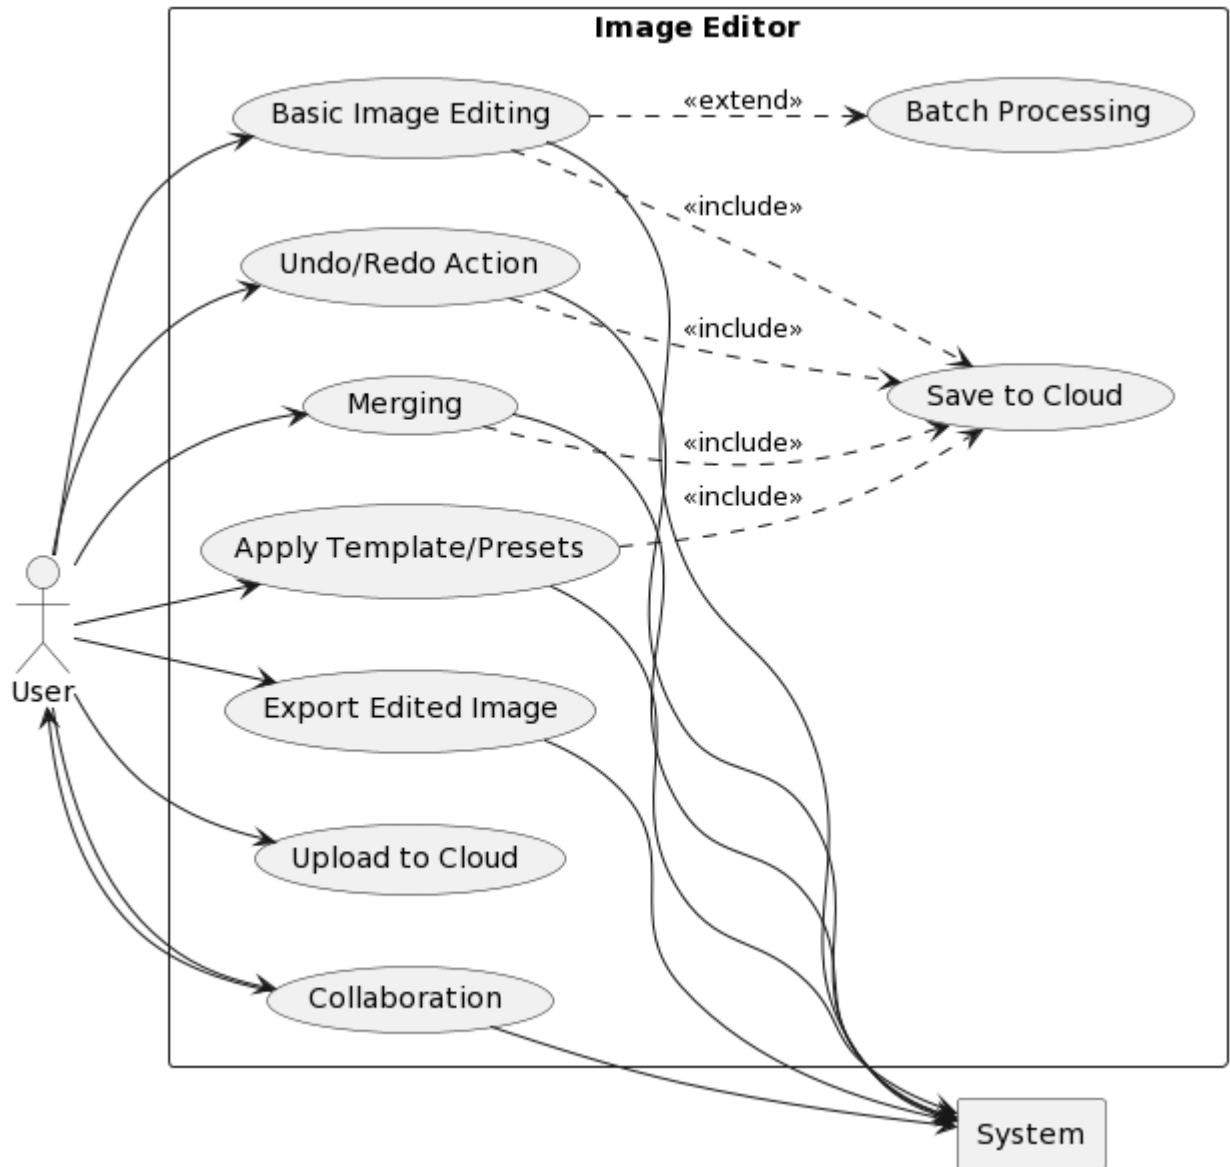 Image Editor
Basic Image Editing
«extend»
Batch Processing
«include»
Undo/Redo Action
«include»
Save to Cloud
Merging
«include»
«include»
Apply Template/Presets
User
Export Edited Image
Upload to Cloud
Collaboration
System